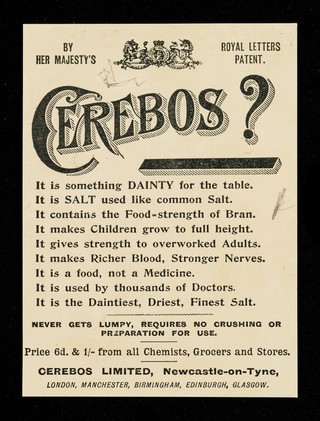 BY HER MAJESTY'S
ROYAL LETTERS PATENT.
CEREBOS ?
It is something DAINTY for the table.
It is SALT used like common Salt.
It contains the Food-strength of Bran.
It makes Children grow to full height.
It gives strength to overworked Adults.
It makes Richer Blood, Stronger Nerves.
It is a food, not a Medicine.
It is used by thousands of Doctors.
It is the Daintiest, Driest, Finest Salt.
NEVER GETS LUMPY, REQUIRES NO CRUSHING OR
PREPARATION FOR USE.
Price 6d. & 1/- from all Chemists, Grocers and Stores.
CEREBOS LIMITED, Newcastle-on-Tyne,
LONDON, MANCHESTER, BIRMINGHAM, EDINBURGH, GLASGOW.